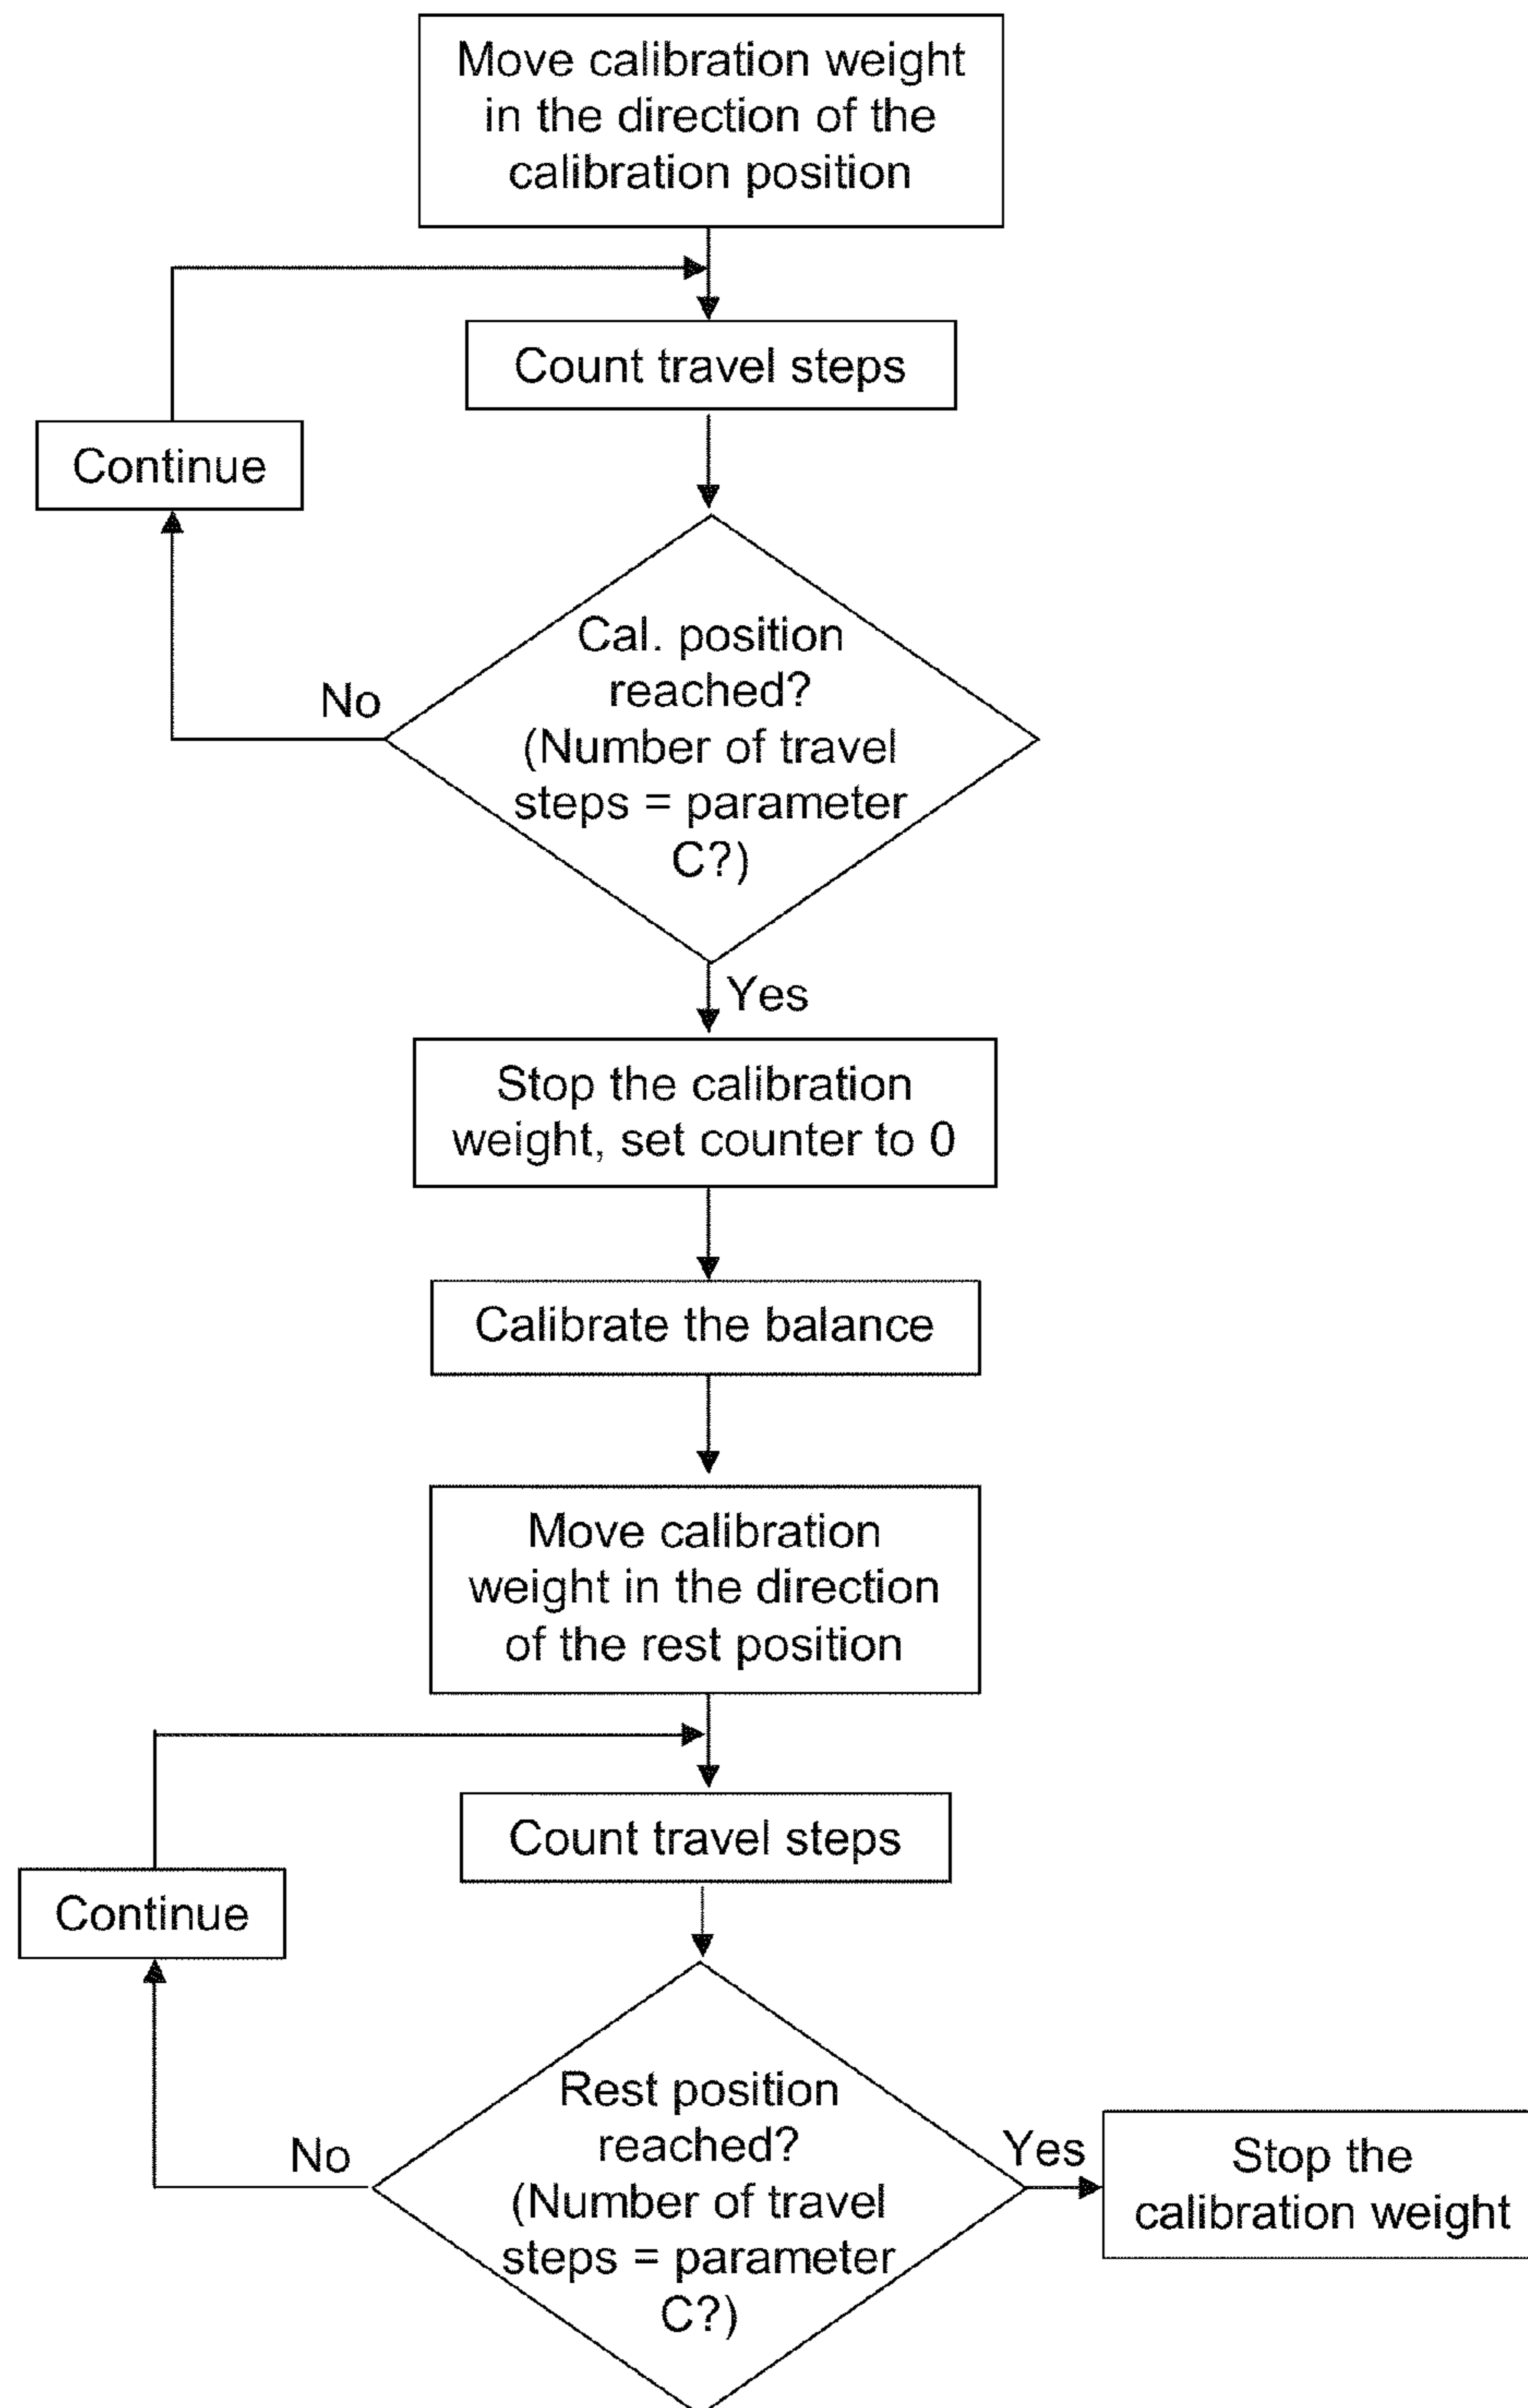 Move calibration weight
in the direction of the
calibration position
Count travel steps
Continue
Cal. position
reached?
(Number of travel
steps = parameter
C?)
No
Yes
Stop the calibration
weight, set counter to 0
Calibrate the balance
Move calibration
weight in the direction
of the rest position
Count travel steps
Continue
Rest position
reached?
(Number of travel
steps = parameter
C?)
No
Yes
Stop the
calibration weight